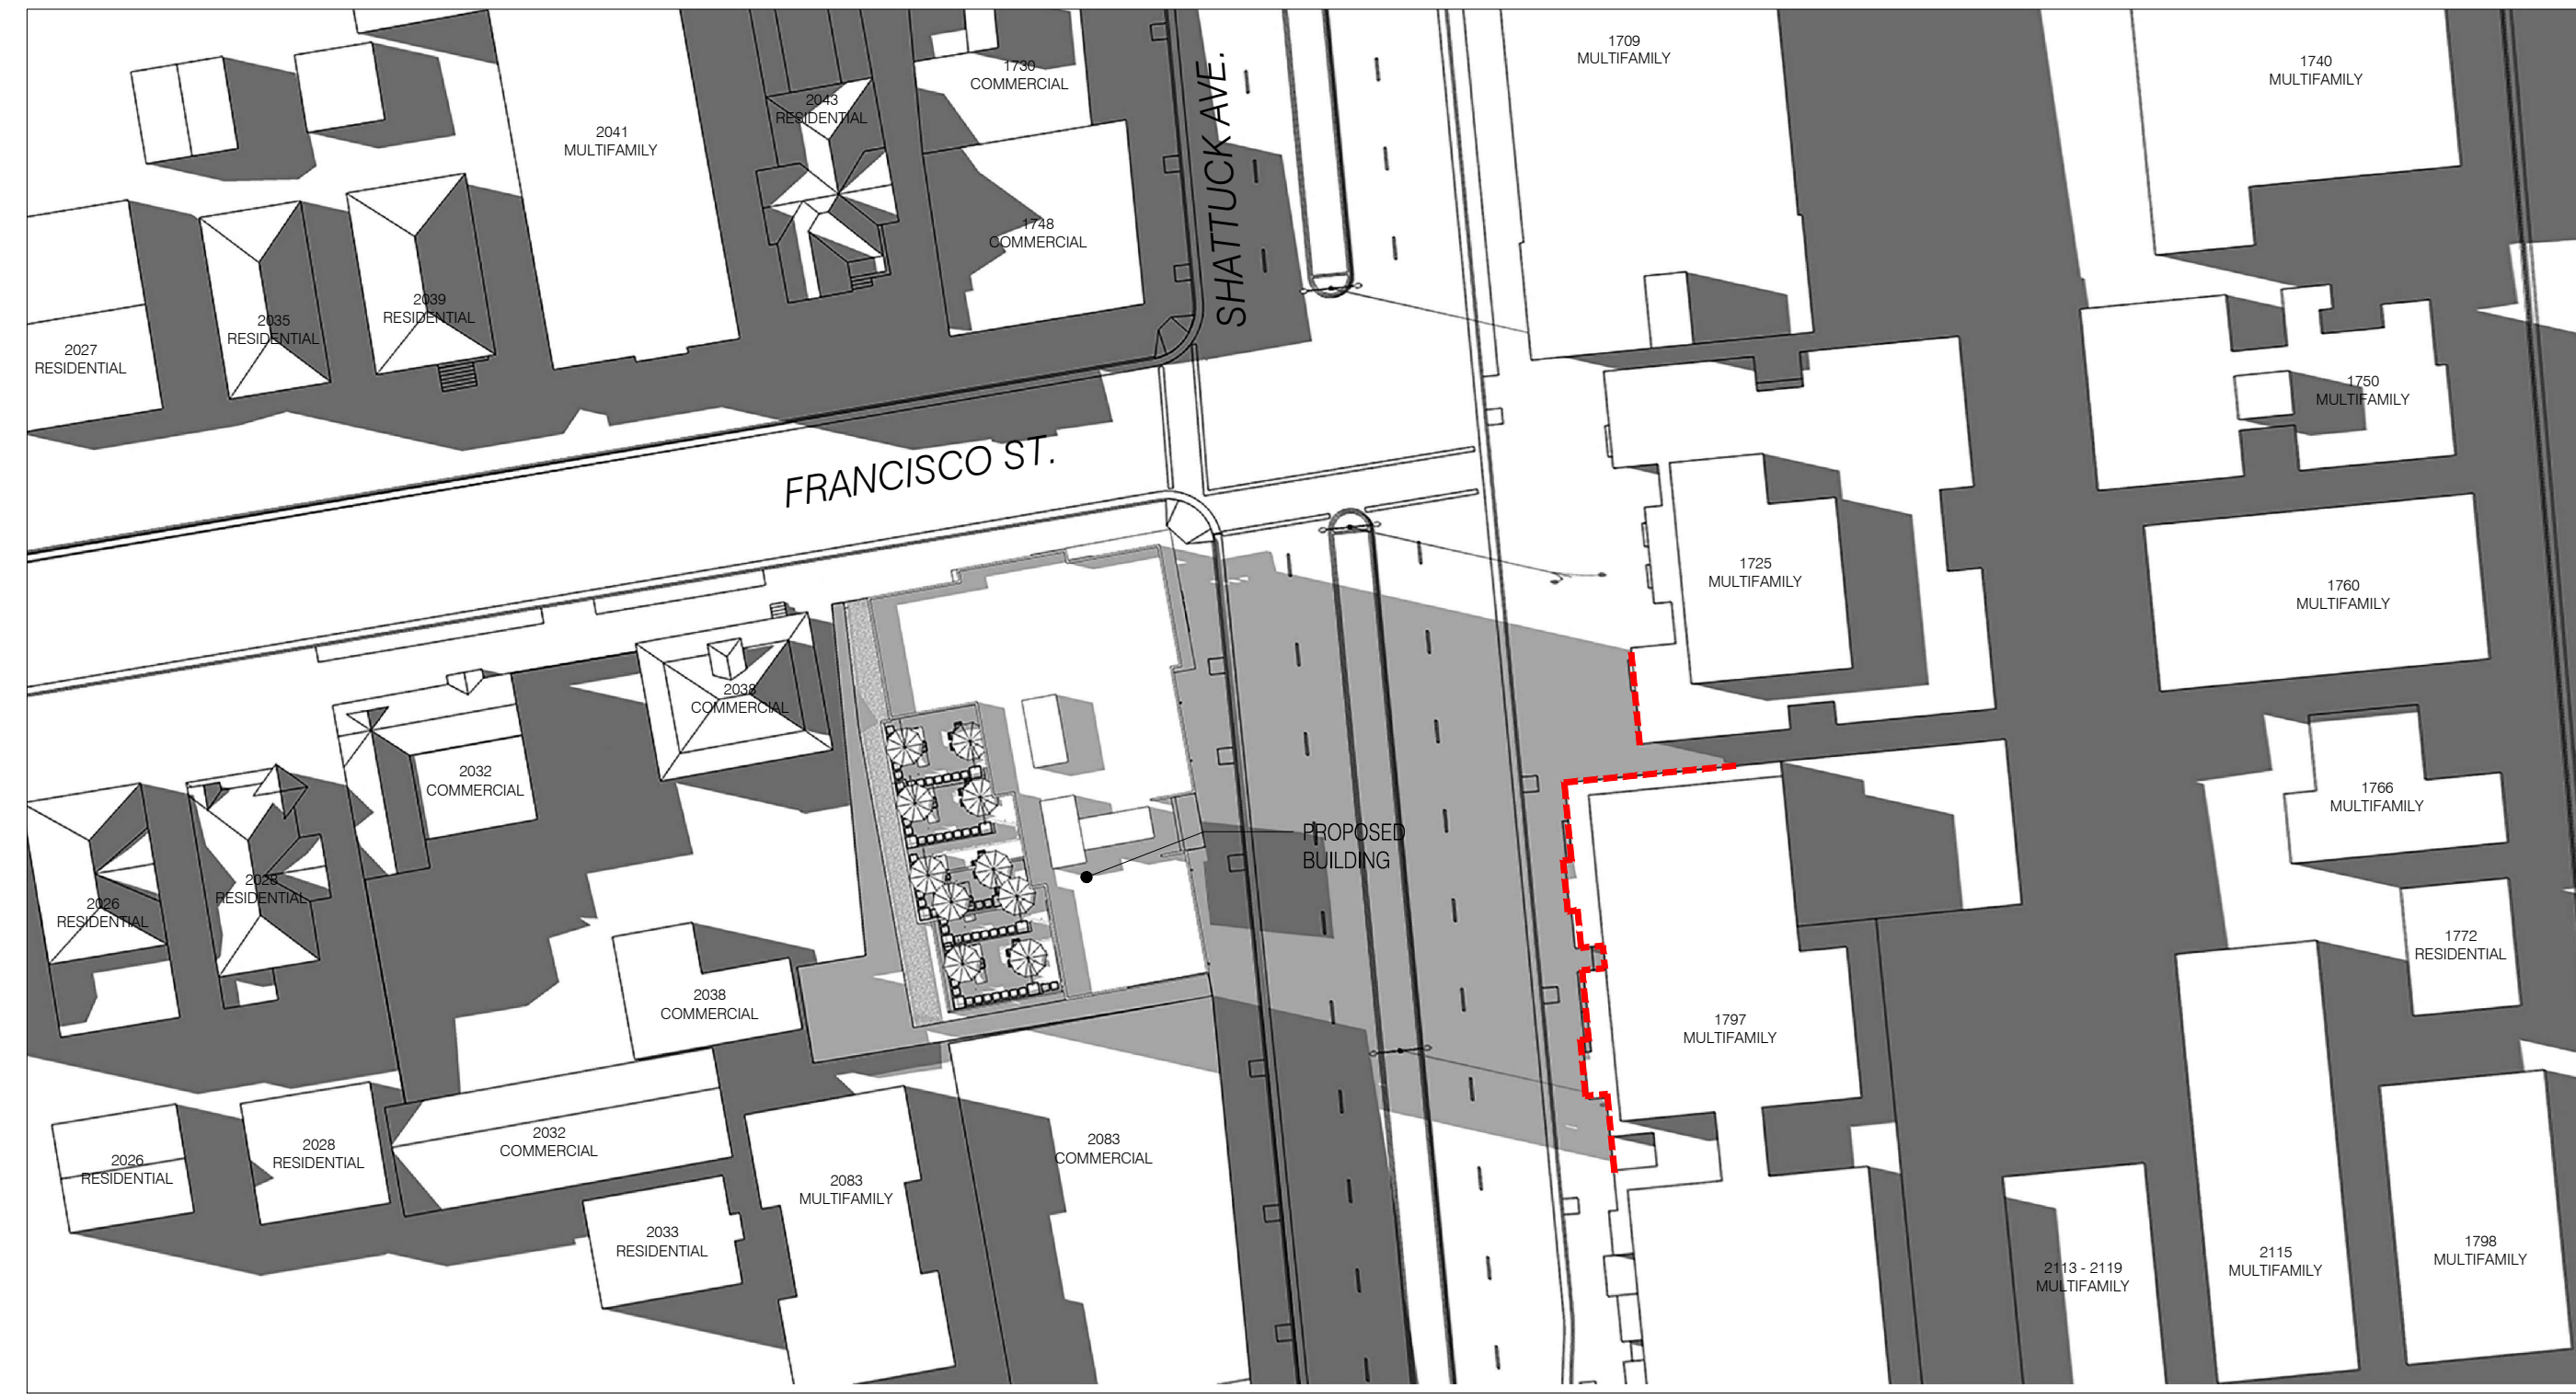 1709
MULTIFAMILY
1740
MULTIFAMILY
1730
COMMERCIAL
2043
RESIDENTIAL
2041
MULTIFAMILY
SHATTUCK AVE.
1748
COMMERCIAL
2039
RESIDENTIAL
2035
RESIDENTIAL
2027
RESIDENTIAL
1750
MULTIFAMILY
FRANCISCO ST.
1725
MULTIFAMILY
1760
MULTIFAMILY
2038
COMMERCIAL
2032
COMMERCIAL
1766
MULTIFAMILY
PROPOSED
BUILDING
2028
RESIDENTIAL
2026
RESIDENTIAL
1772
RESIDENTIAL
2038
COMMERCIAL
1797
MULTIFAMILY
2032
COMMERCIAL
2083
COMMERCIAL
2028
RESIDENTIAL
2026
RESIDENTIAL
2083
MULTIFAMILY
2033
RESIDENTIAL
1798
MULTIFAMILY
2115
MULTIFAMILY
2113 - 2119
MULTIFAMILY